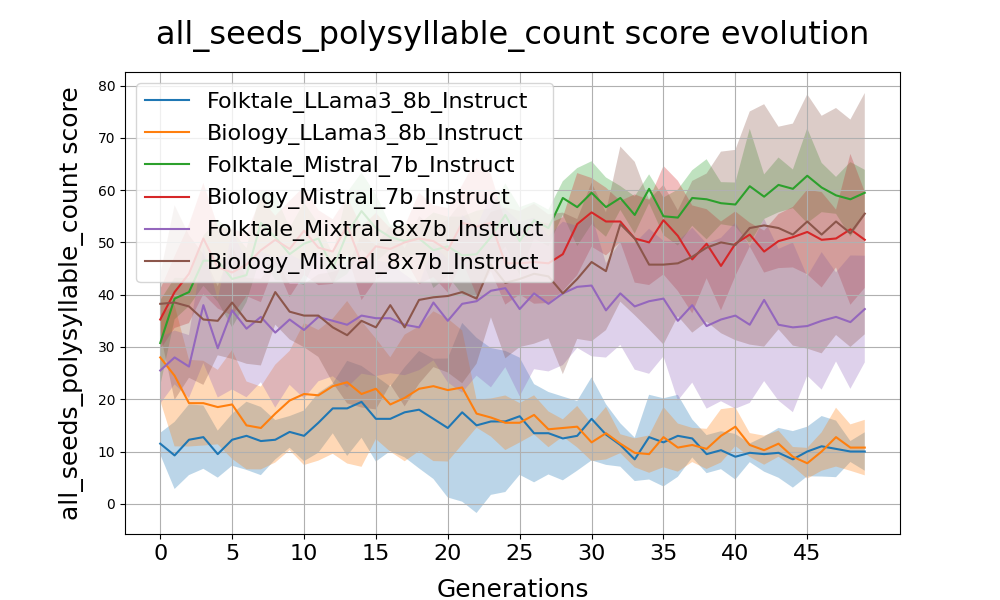 all_seeds_polysyllable_count score evolution
all_seeds_polysyllable_count score
80
70
60
50
40
30
20
10
0
Folktale_LLama3_8b_Instruct
Biology_LLama3_8b_Instruct
Folktale_Mistral_7b_Instruct
Biology_Mistral_7b_Instruct
Folktale_Mixtral_8x7b_Instruct
Biology_Mixtral_8x7b_Instruct
0 5 10 15 20 25 30 35 40 45
Generations